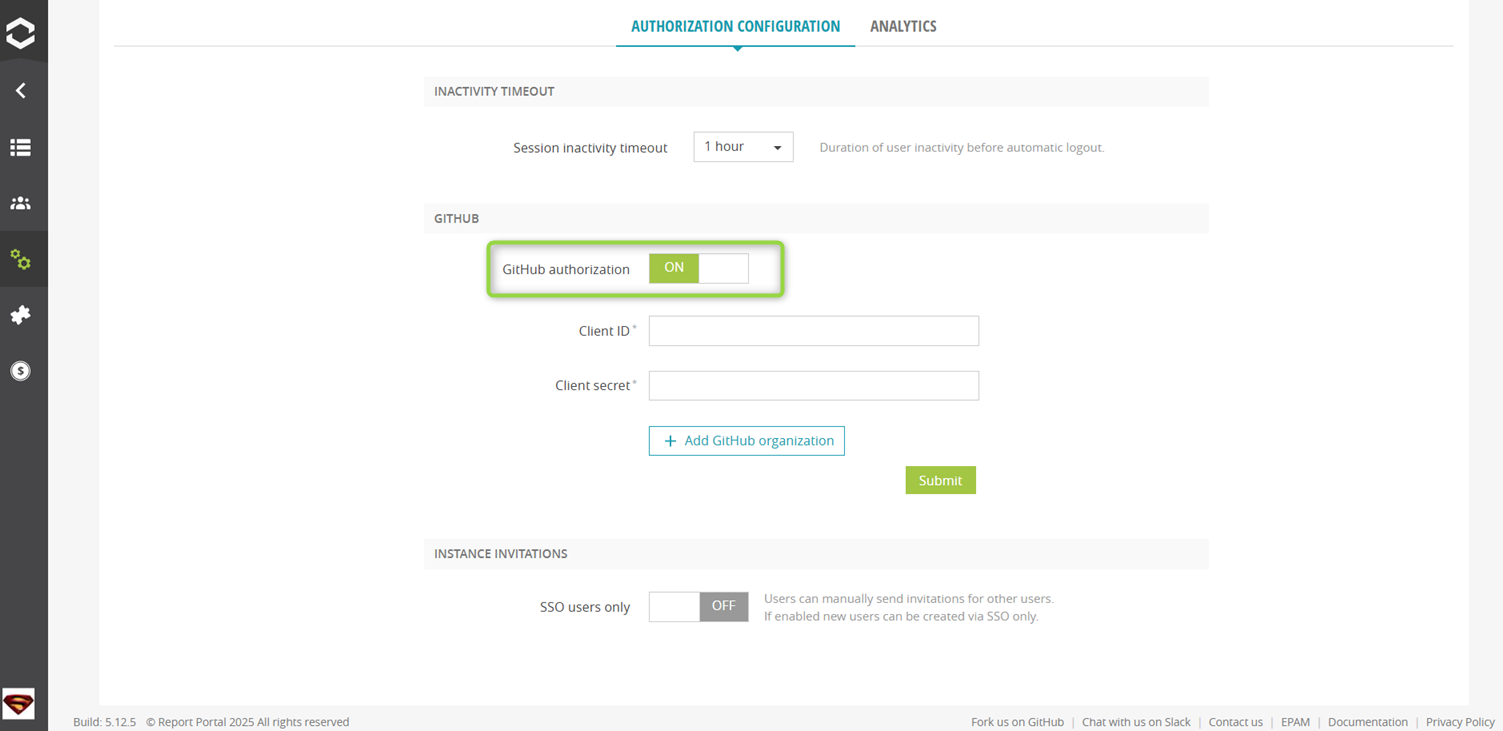 AUTHORIZATION CONFIGURATION ANALYTICS
INACTIVITY TIMEOUT
Session inactivity timeout 1 hour Duration of user inactivity before automatic logout.
GITHUB
GitHub authorization ON
Client ID*
Client secret*
+ Add GitHub organization
Submit
INSTANCE INVITATIONS
SSO users only OFF Users can manually send invitations for other users.
If enabled new users can be created via SSO only.
Build: 5.12.5 © Report Portal 2025 All rights reserved Fork us on GitHub | Chat with us on Slack | Contact us | EPAM | Documentation | Privacy Policy